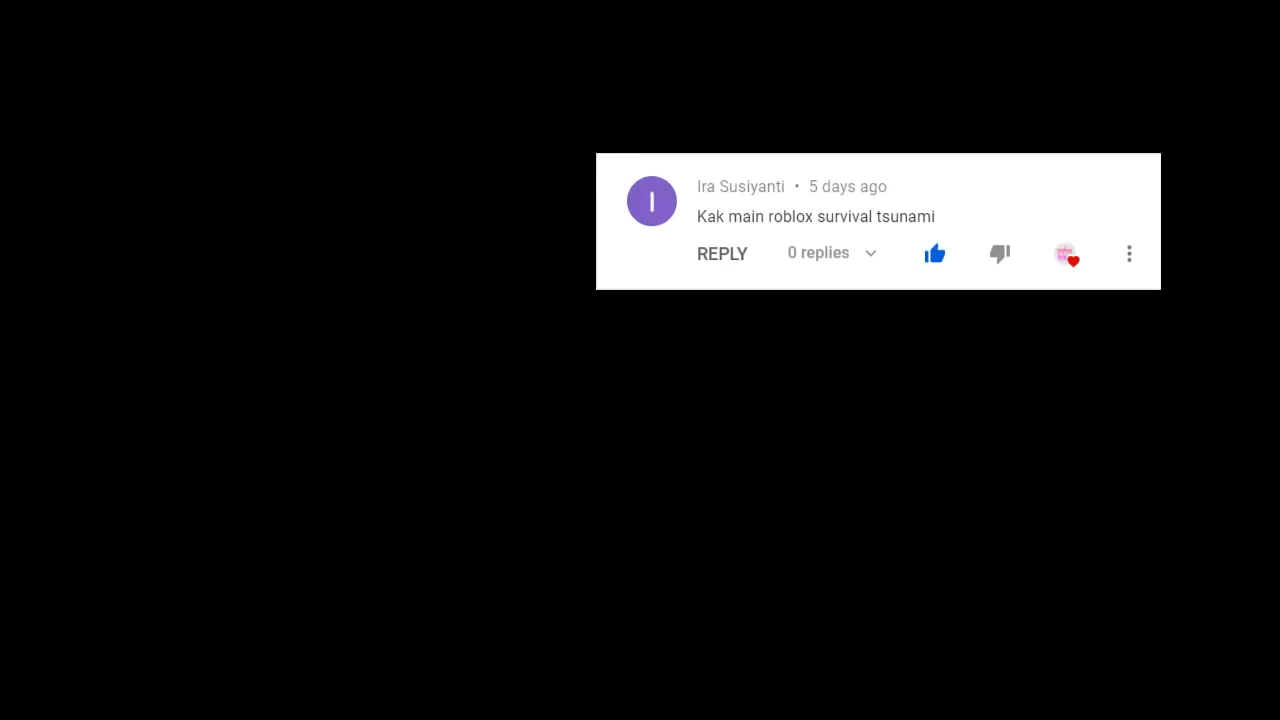 I
Ira Susiyanti • 5 days ago
Kak main roblox survival tsunami
REPLY 0 replies